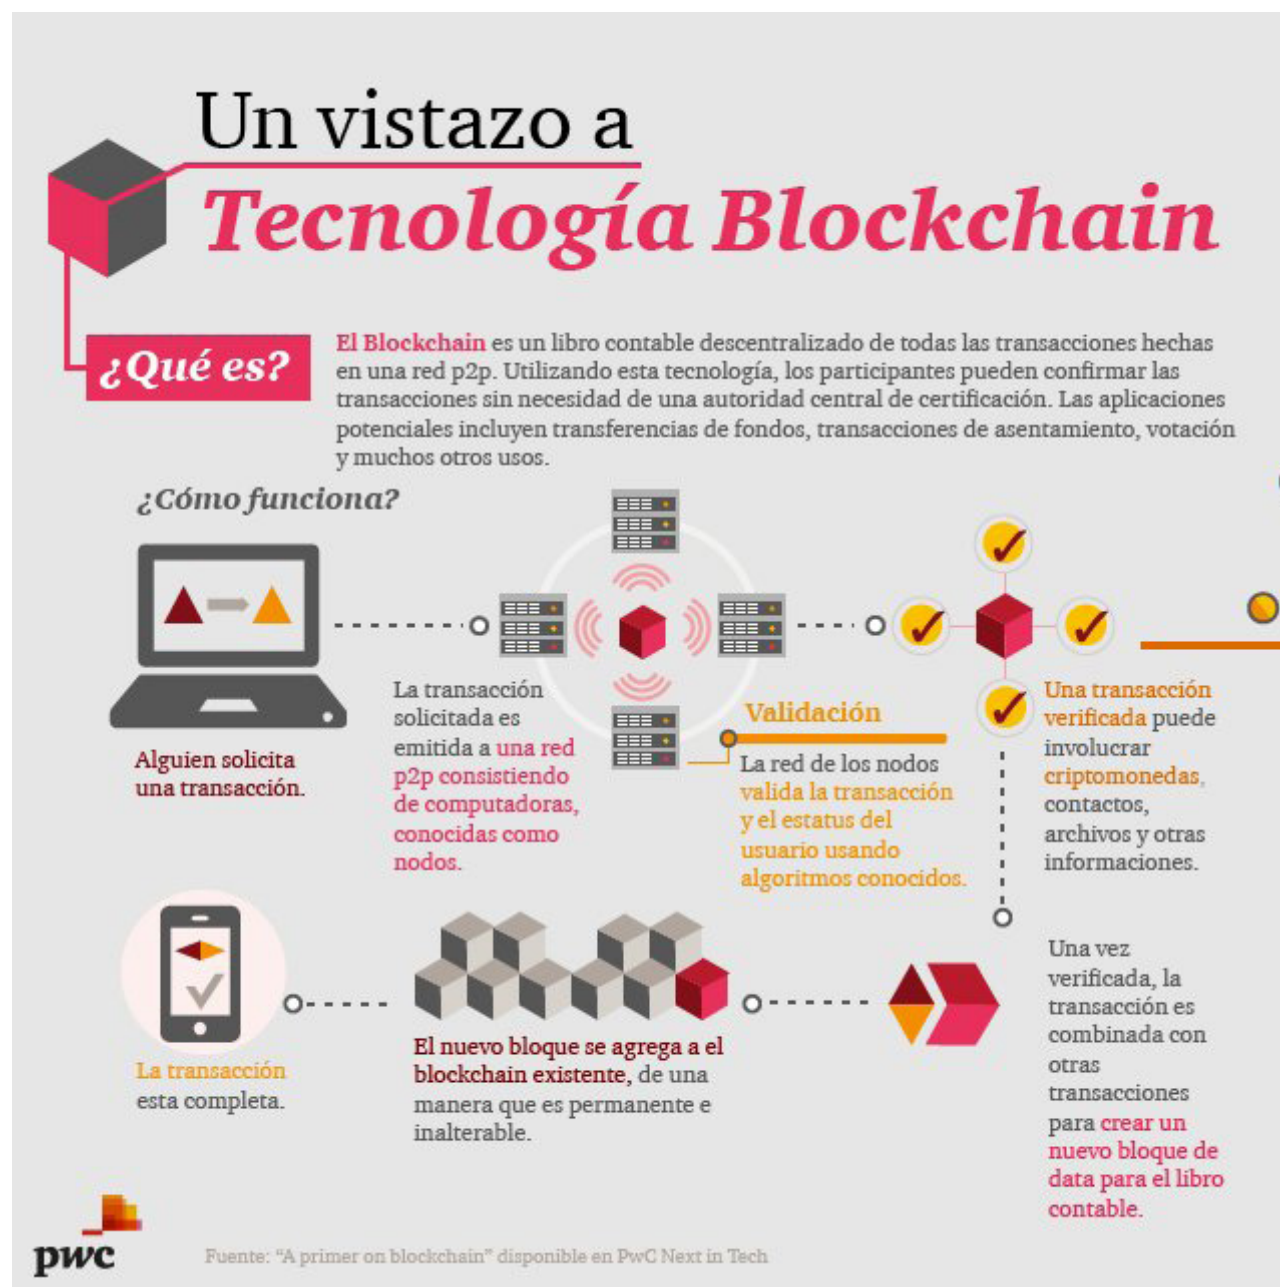 Un vistazo a
Tecnología Blockchain
¿Qué es?
El Blockchain es un libro contable descentralizado de todas las transacciones hechas
en una red p2p. Utilizando esta tecnología, los participantes pueden confirmar las
transacciones sin necesidad de una autoridad central de certificación. Las aplicaciones
potenciales incluyen transferencias de fondos, transacciones de asentamiento, votación
y muchos otros usos.
¿Cómo funciona?
Alguien solicita
una transacción.
La transacción
solicitada es
emitida a una red
p2p consistiendo
de computadoras,
conocidas como
nodos.
Validación
La red de los nodos
valida la transacción
y el estatus del
usuario usando
algoritmos conocidos.
Una transacción
verificada puede
involucrar
criptomonedas,
contactos,
archivos y otras
informaciones.
Una vez
verificada, la
transacción es
combinada con
otras
transacciones
para crear un
nuevo bloque de
data para el libro
contable.
El nuevo bloque se agrega a el
blockchain existente, de una
manera que es permanente e
inalterable.
La transacción
esta completa.
pwc
Fuente: “A primer on blockchain” disponible en PwC Next in Tech